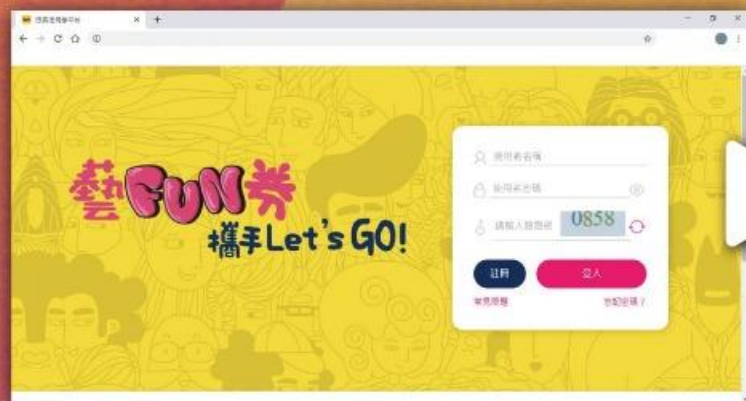 藝FUN券
攜手Let's GO!
使用者名稱
使用者密碼
請輸入驗證碼 0858
註冊 登入
常見問題 忘記密碼？